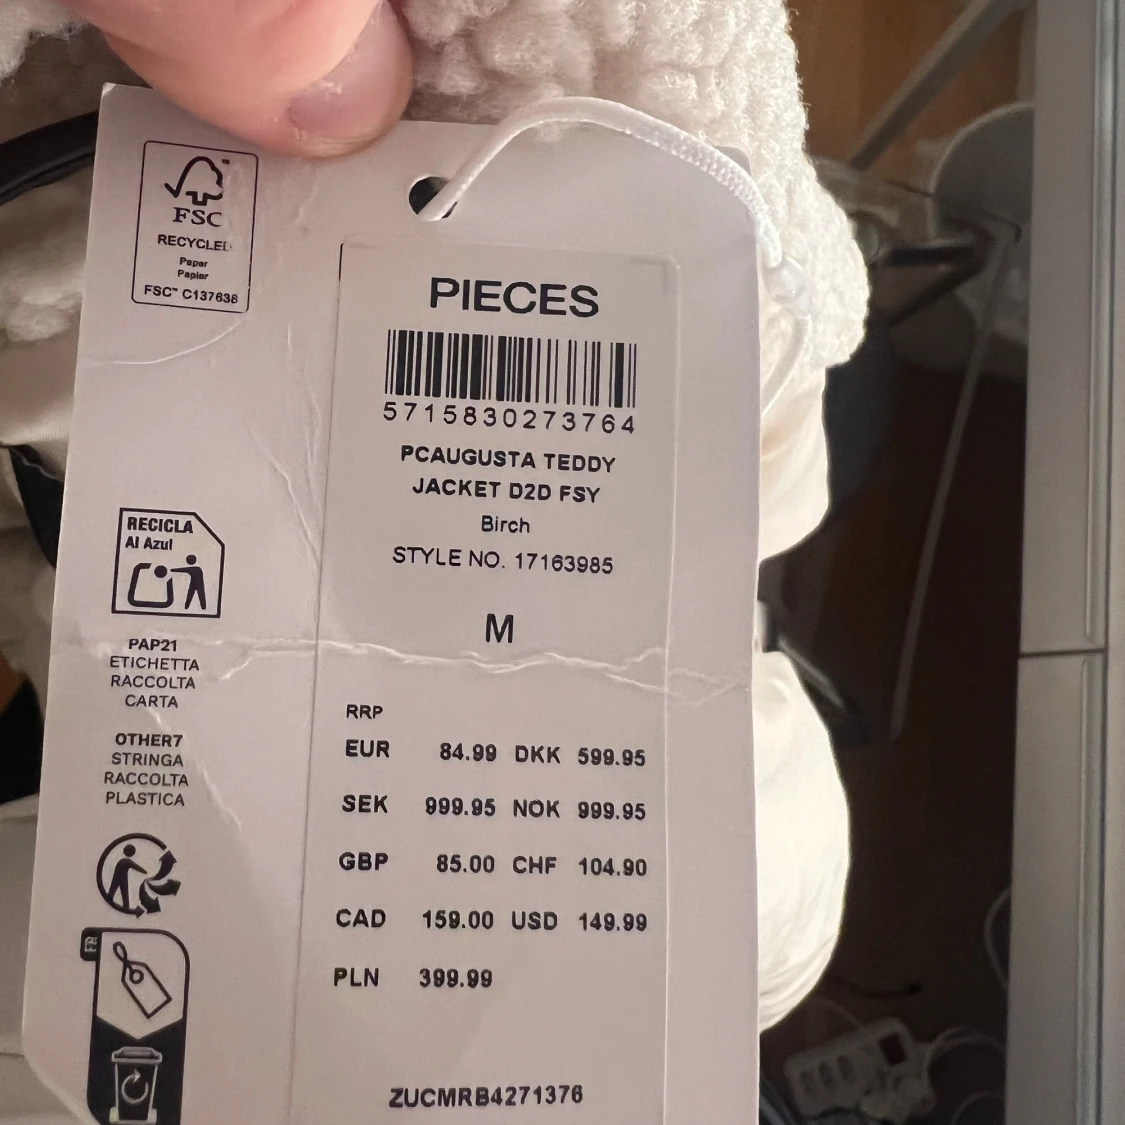 FSC
RECYCLED
Paper
Papier
FSC™ C137638
PIECES
5715830273764
PCAUGUSTA TEDDY
JACKET D2D FSY
Birch
STYLE NO. 17163985
M
RECICLA
Al Azul
PAP21
ETICHETTA
RACCOLTA
CARTA
OTHER7
STRINGA
RACCOLTA
PLASTICA
RRP
EUR 84.99 DKK 599.95
SEK 999.95 NOK 999.95
GBP 85.00 CHF 104.90
CAD 159.00 USD 149.99
PLN 399.99
FR
ZUCMRB4271376